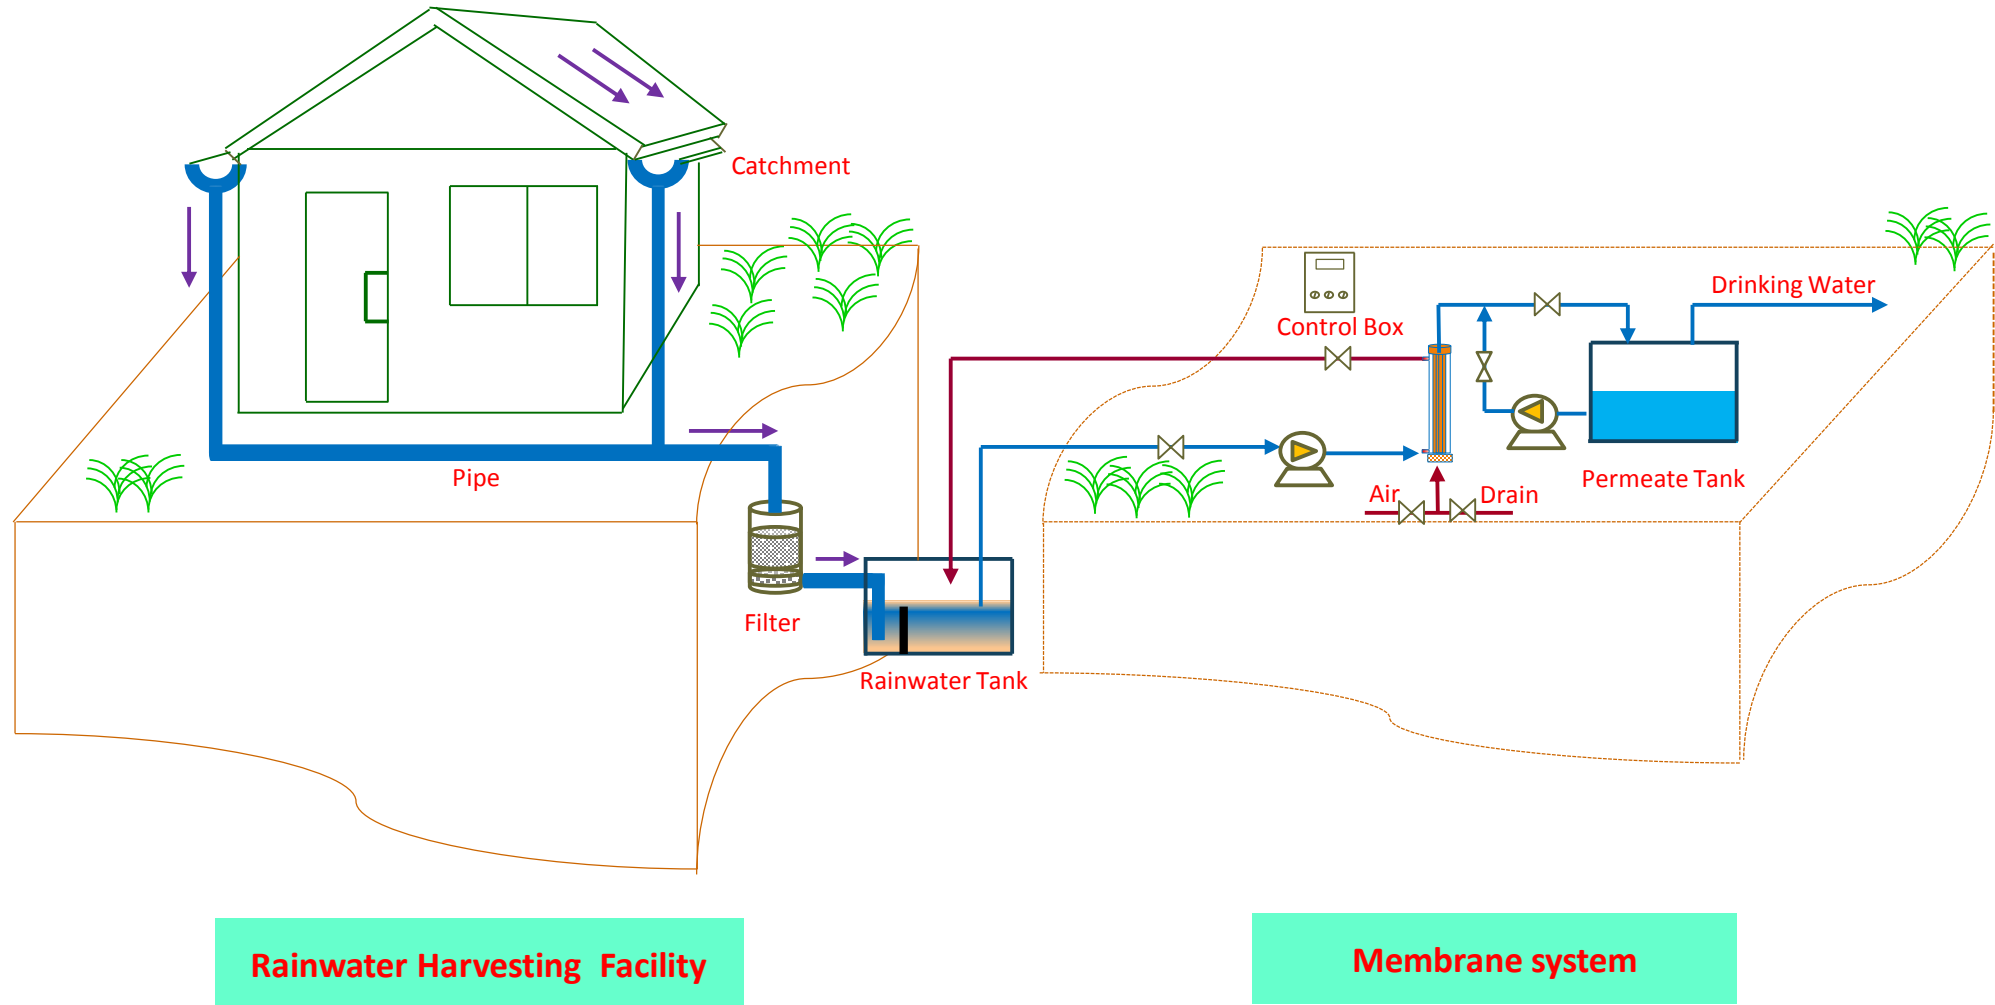 Catchment
Pipe
Filter
Rainwater Tank
Control Box
Drinking Water
Air
Drain
Permeate Tank
Rainwater Harvesting Facility
Membrane system